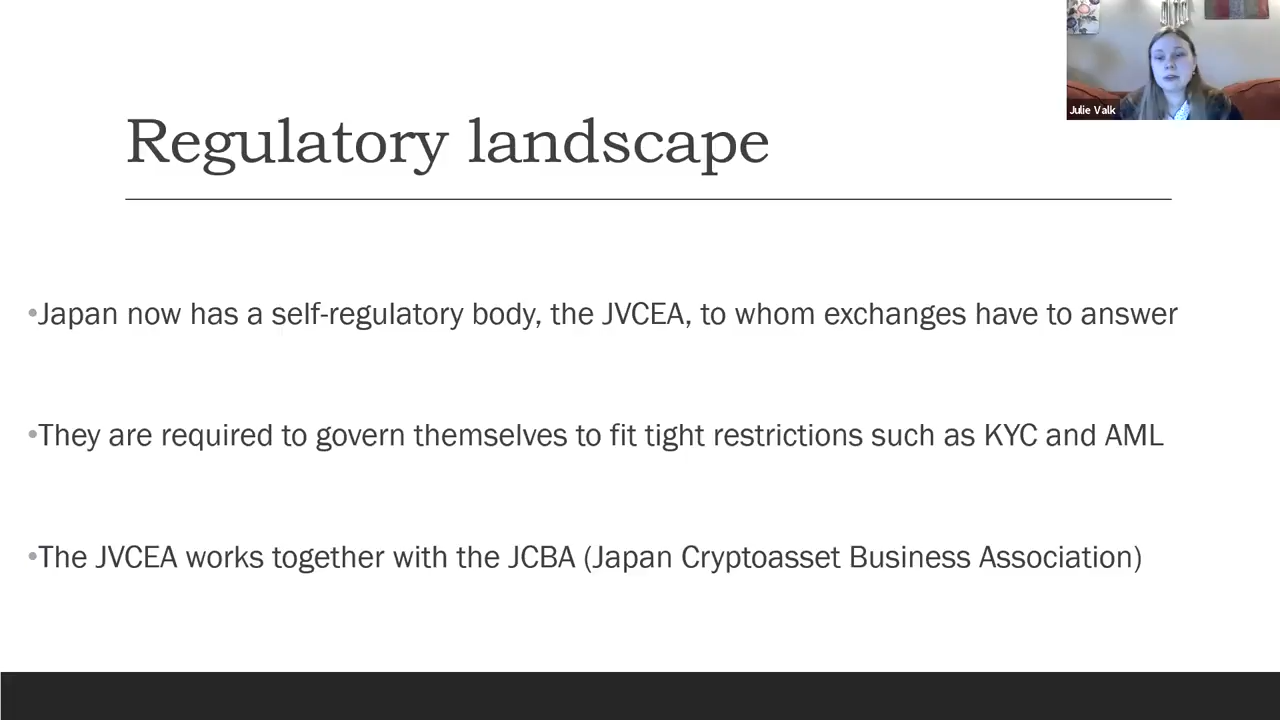 Julie Valk
Regulatory landscape
•Japan now has a self-regulatory body, the JVCEA, to whom exchanges have to answer
•They are required to govern themselves to fit tight restrictions such as KYC and AML
•The JVCEA works together with the JCBA (Japan Cryptoasset Business Association)